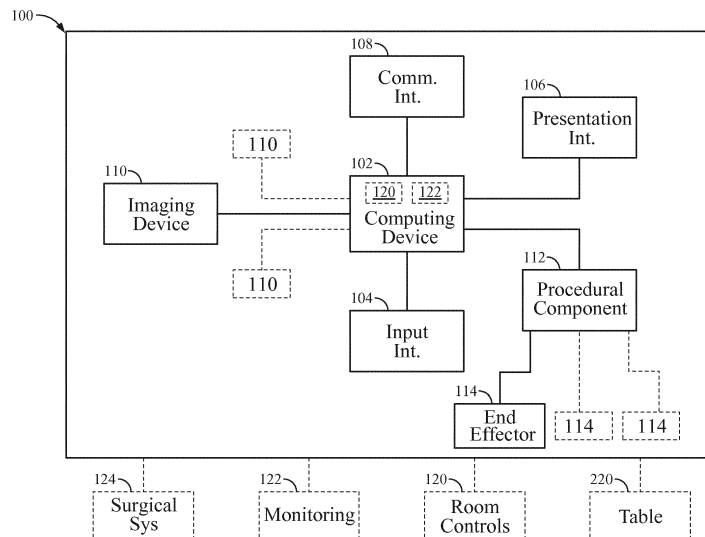 100
108
Comm.
Int.
106
Presentation
Int.
110
102
120 122
Computing
Device
110
Imaging
Device
110
112
Procedural
Component
104
Input
Int.
114
End
Effector
114
114
124
Surgical
Sys
122
Monitoring
120
Room
Controls
220
Table